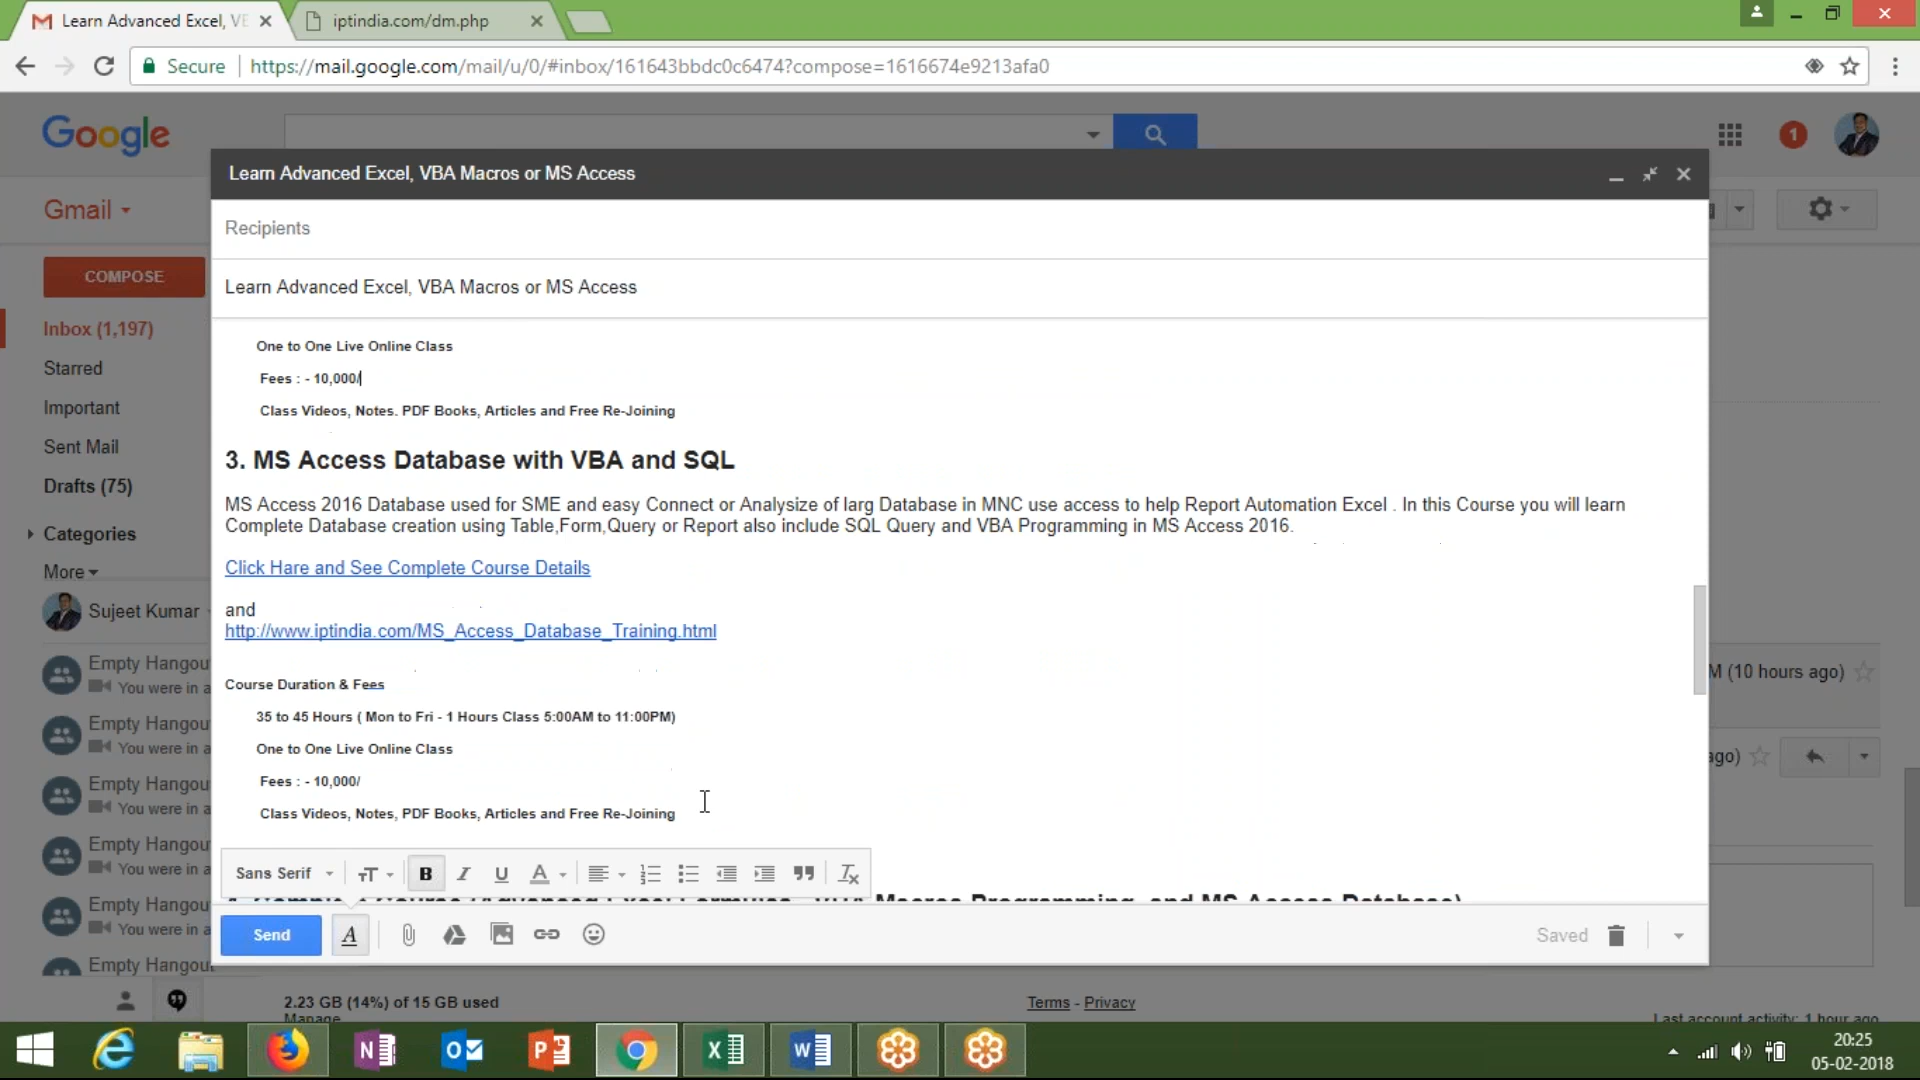 Learn Advanced Excel, VB
iptindia.com/dm.php
Secure
https://mail.google.com/mail/u/0/#inbox/161643bbdc0c6474?compose=1616674e9213afa0
Google
1
Gmail
COMPOSE
Inbox (1,197)
Starred
Important
Sent Mail
Drafts (75)
Categories
More
Sujeet Kumar
Empty Hangou
You were in a
Empty Hangou
You were in a
Empty Hangou
You were in a
Empty Hangou
You were in a
Empty Hangou
You were in a
Empty Hangout
Learn Advanced Excel, VBA Macros or MS Access
Recipients
Learn Advanced Excel, VBA Macros or MS Access
One to One Live Online Class
Fees : - 10,000/
Class Videos, Notes. PDF Books, Articles and Free Re-Joining
3. MS Access Database with VBA and SQL
MS Access 2016 Database used for SME and easy Connect or Analysize of larg Database in MNC use access to help Report Automation Excel . In this Course you will learn
Complete Database creation using Table,Form,Query or Report also include SQL Query and VBA Programming in MS Access 2016.
Click Hare and See Complete Course Details
and
http://www.iptindia.com/MS_Access_Database_Training.html
Course Duration & Fees
35 to 45 Hours ( Mon to Fri - 1 Hours Class 5:00AM to 11:00PM)
One to One Live Online Class
Fees : - 10,000/
Class Videos, Notes, PDF Books, Articles and Free Re-Joining
Sans Serif
Send
Saved
M (10 hours ago)
ago)
2.23 GB (14%) of 15 GB used
Manage
Terms - Privacy
Last account activity: 1 hour ago
20:25
05-02-2018